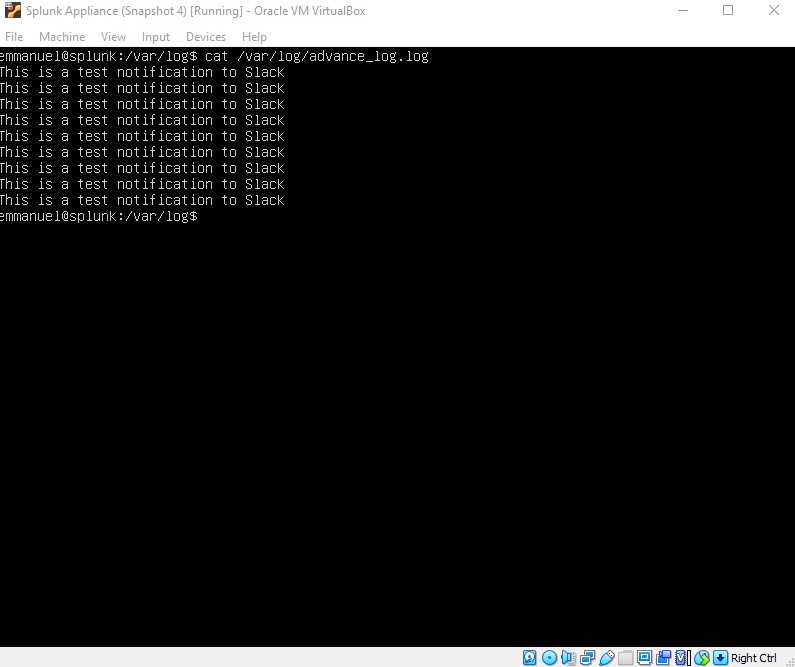 Splunk Appliance (Snapshot 4) [Running] - Oracle VM VirtualBox
File Machine View Input Devices Help
emmanuel@splunk:/var/log$ cat /var/log/advance_log.log
This is a test notification to Slack
This is a test notification to Slack
This is a test notification to Slack
This is a test notification to Slack
This is a test notification to Slack
This is a test notification to Slack
This is a test notification to Slack
This is a test notification to Slack
This is a test notification to Slack
emmanuel@splunk:/var/log$
Right Ctrl